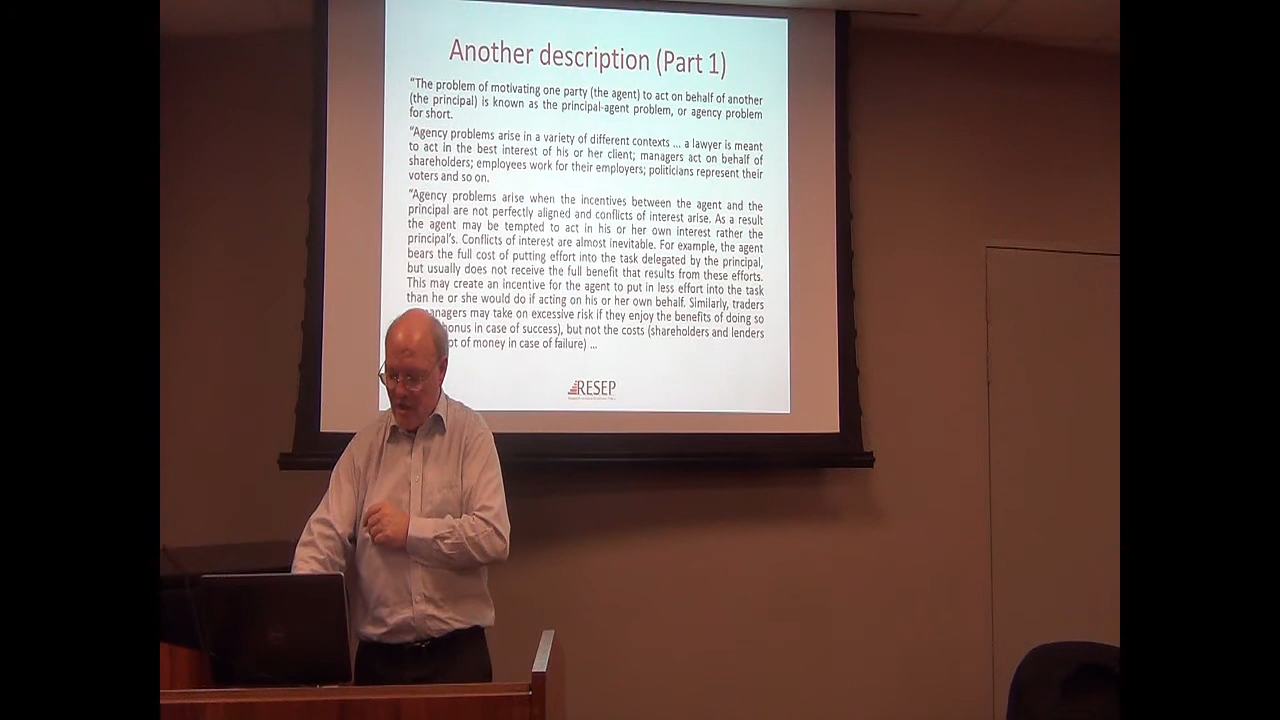 Another description (Part 1)
“The problem of motivating one party (the agent) to act on behalf of another
(the principal) is known as the principal-agent problem, or agency problem
for short.
“Agency problems arise in a variety of different contexts ... a lawyer is meant
to act in the best interest of his or her client; managers act on behalf of
shareholders; employees work for their employers; politicians represent their
voters and so on.
“Agency problems arise when the incentives between the agent and the
principal are not perfectly aligned and conflicts of interest arise. As a result
the agent may be tempted to act in his or her own interest rather the
principal’s. Conflicts of interest are almost inevitable. For example, the agent
bears the full cost of putting effort into the task delegated by the principal,
but usually does not receive the full benefit that results from these efforts.
This may create an incentive for the agent to put in less effort into the task
than he or she would do if acting on his or her own behalf. Similarly, traders
anagers may take on excessive risk if they enjoy the benefits of doing so
onus in case of success), but not the costs (shareholders and lenders
pt of money in case of failure) ...
RESEP